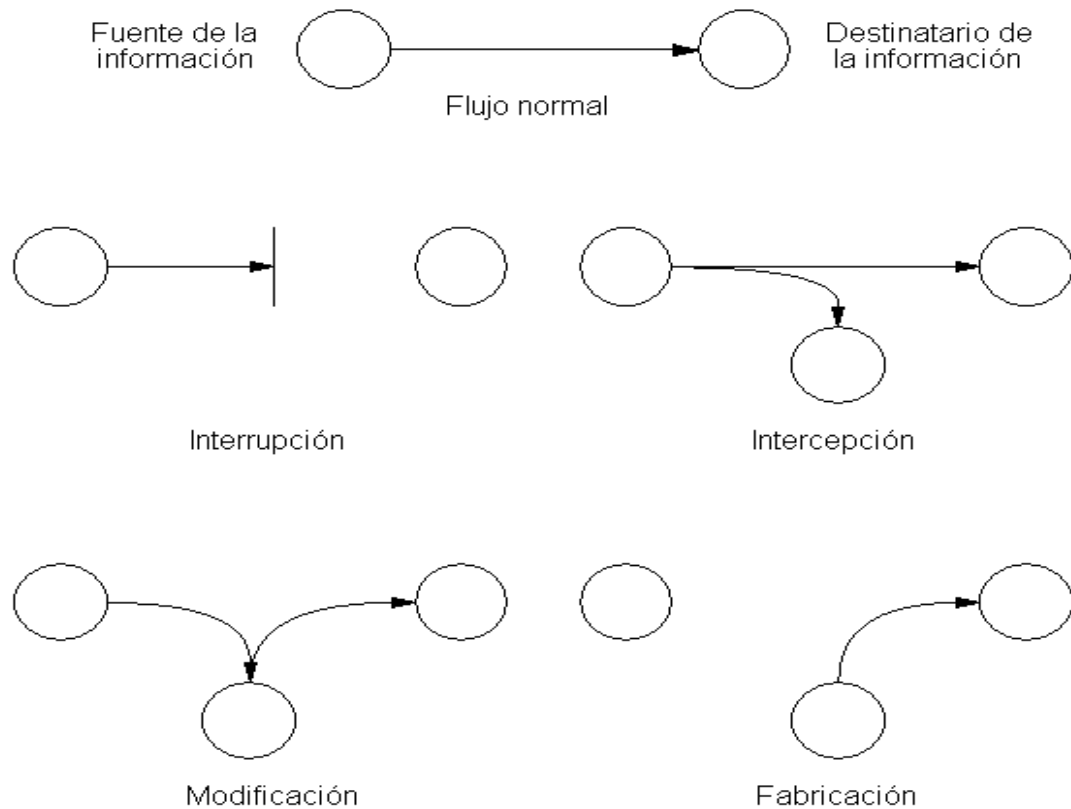 Fuente de la
información
Destinatario de
la información
Flujo normal
Interrupción
Intercepción
Modificación
Fabricación